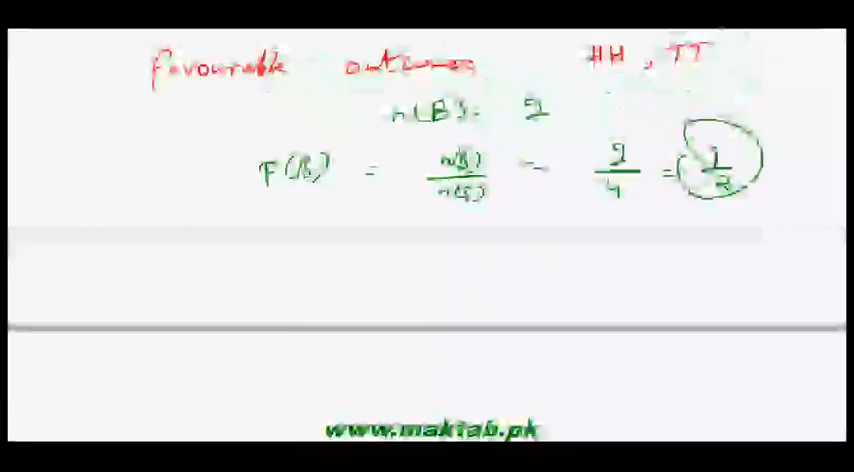 favourable outcomes HH, TT
n(B) = 2
P(B) = n(B)/n(S) = 2/4 = 1/2
www.maktab.pk